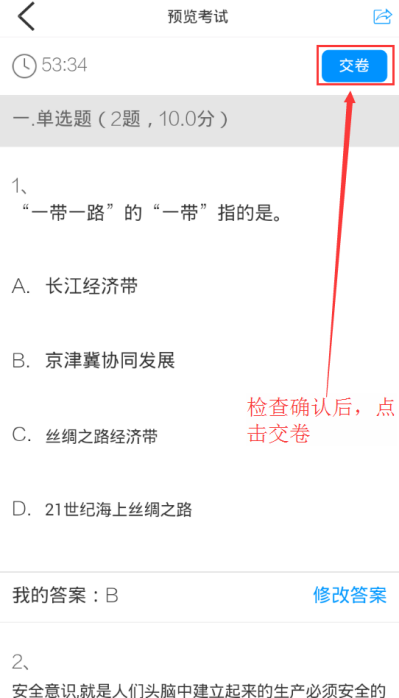 预览考试
53:34
交卷
一.单选题（2题，10.0分）
1、
“一带一路”的“一带”指的是。
A. 长江经济带
B. 京津冀协同发展
检查确认后，点
击交卷
C. 丝绸之路经济带
D. 21世纪海上丝绸之路
我的答案：B
修改答案
2、
安全意识,就是人们头脑中建立起来的生产必须安全的